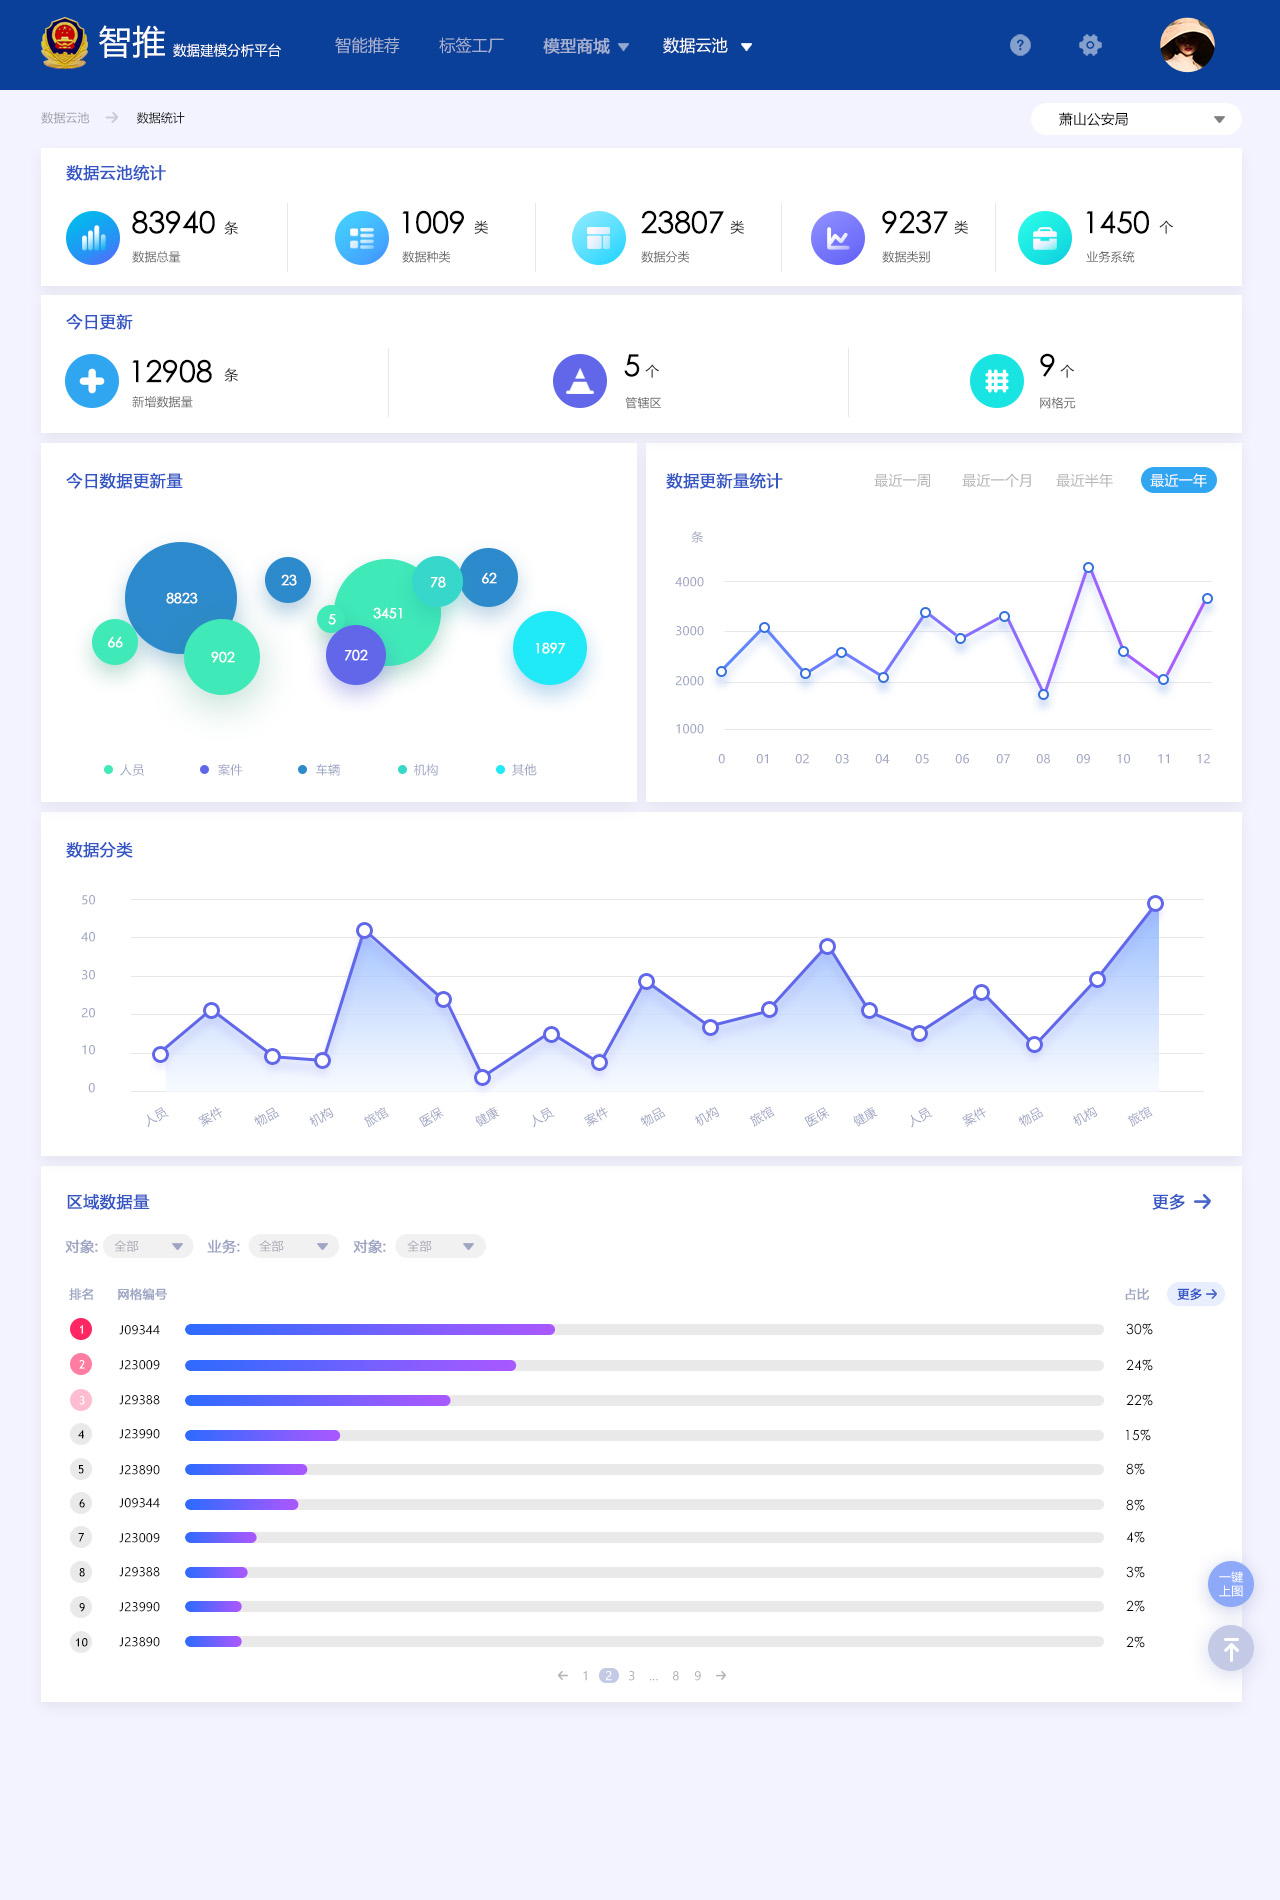 智推 数据建模分析平台 智能推荐 标签工厂 模型商城 数据云池 ?
数据云池 数据统计 萧山公安局
数据云池统计
83940 条 1009 类 23807 类 9237 类 1450 个
数据总量 数据种类 数据分类 数据类别 业务系统
今日更新
12908 条 5 个 9 个
新增数据量 管辖区 网格元
今日数据更新量
8823
23
3451
78
62
66
902
5
702
1897
人员 案件 车辆 机构 其他
数据更新量统计 最近一周 最近一个月 最近半年 最近一年
条
4000
3000
2000
1000
0 01 02 03 04 05 06 07 08 09 10 11 12
数据分类
50
40
30
20
10
0
人员 案件 物品 机构 旅馆 医保 健康 人员 案件 物品 机构 旅馆 医保 健康 人员 案件 物品 机构 旅馆
区域数据量 更多
对象: 全部 业务: 全部 对象: 全部
排名 网格编号 占比 更多
1 J09344 30%
2 J23009 24%
3 J29388 22%
4 J23990 15%
5 J23890 8%
6 J09344 8%
7 J23009 4%
8 J29388 3%
9 J23990 2%
10 J23890 2%
一键
上图
1 2 3 ... 8 9